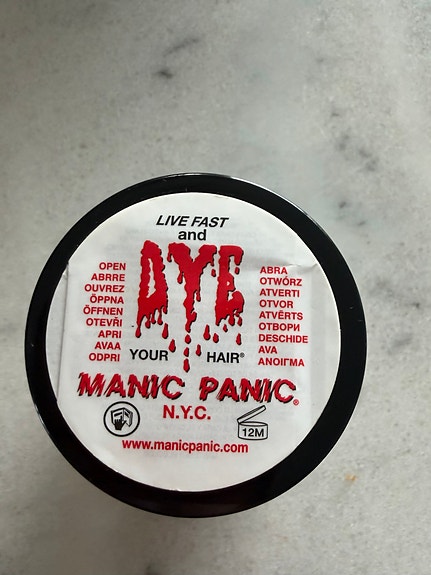 LIVE FAST
and
DYE
YOUR HAIR®
OPEN
ABRRE
OUVREZ
ÖPPNA
ÖFFNEN
OTEVŘI
APRI
AVAA
ODPRI
ABRA
OTWÓRZ
ATVERTI
OTVOR
ATVĒRTS
ОТВОРИ
DESCHIDE
AVA
ΑΝΟΙΓΜΑ
MANIC PANIC®
N.Y.C.
12M
www.manicpanic.com